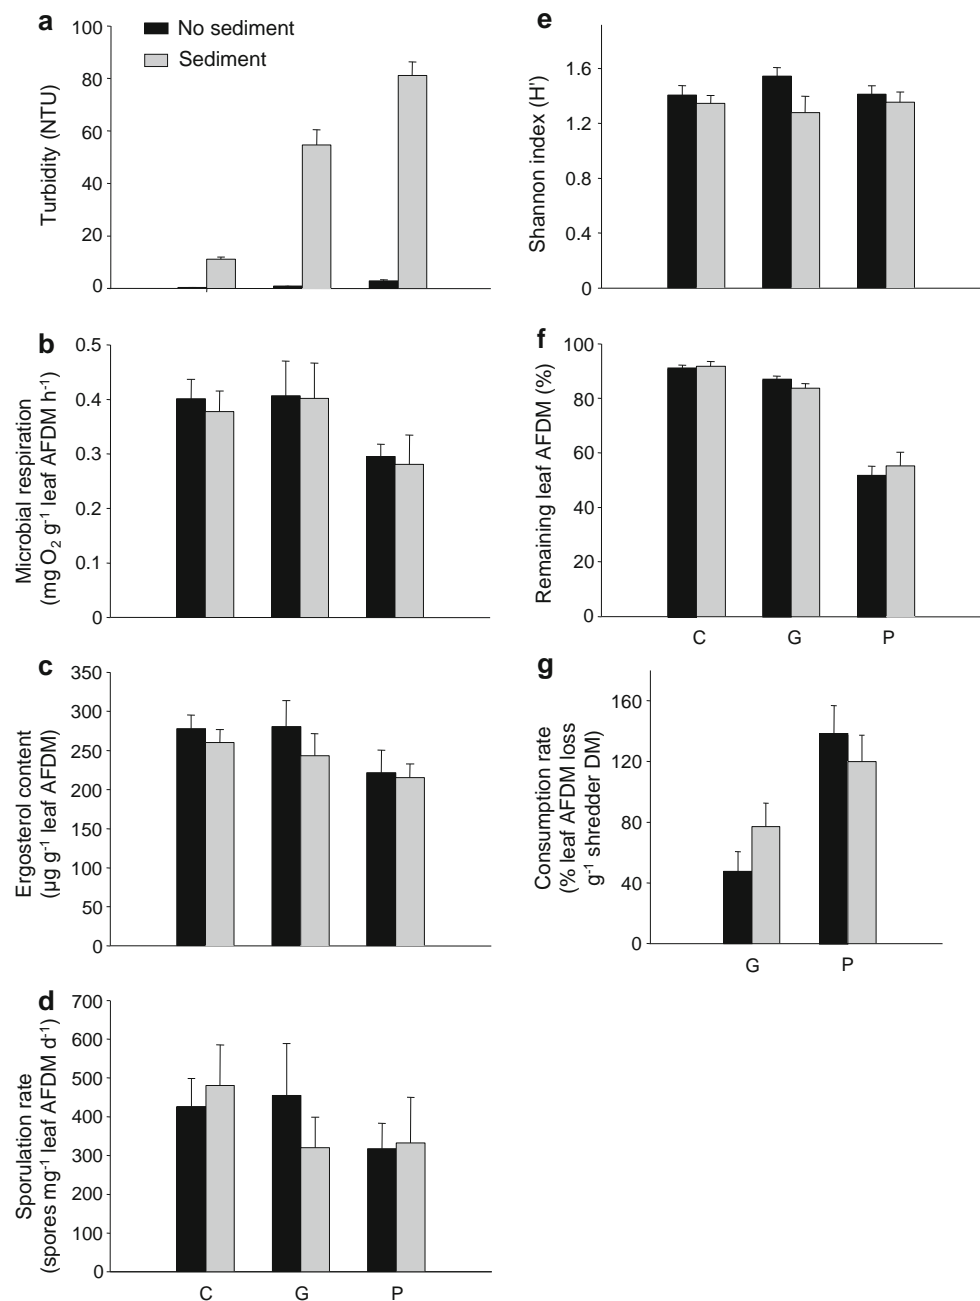 a
No sediment
Sediment
Turbidity (NTU)
100
80
60
40
20
0
b
Microbial respiration
(mg O₂ g⁻¹ leaf AFDM h⁻¹)
0.5
0.4
0.3
0.2
0.1
0
c
Ergosterol content
(µg g⁻¹ leaf AFDM)
350
300
250
200
150
100
50
0
d
Sporulation rate
(spores mg⁻¹ leaf AFDM d⁻¹)
700
600
500
400
300
200
100
0
C G P
e
Shannon index (H')
1.6
1.2
0.8
0.4
0
f
Remaining leaf AFDM (%)
100
80
60
40
20
0
C G P
g
Consumption rate
(% leaf AFDM loss
g⁻¹ shredder DM)
160
120
80
40
0
G P